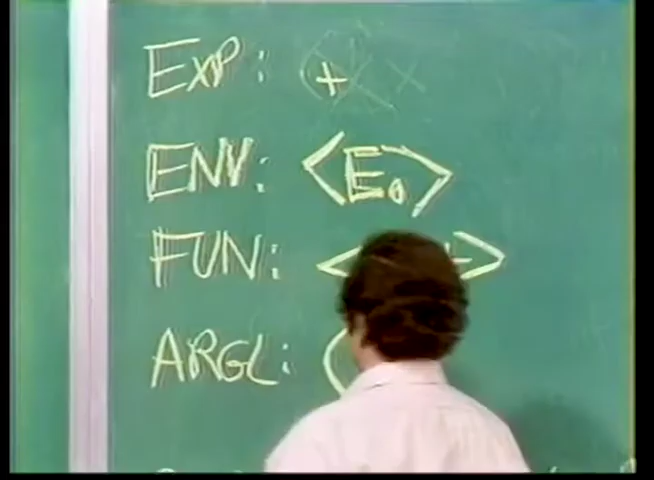 EXP: +
ENV: <E0>
FUN: < + >
ARGL: (